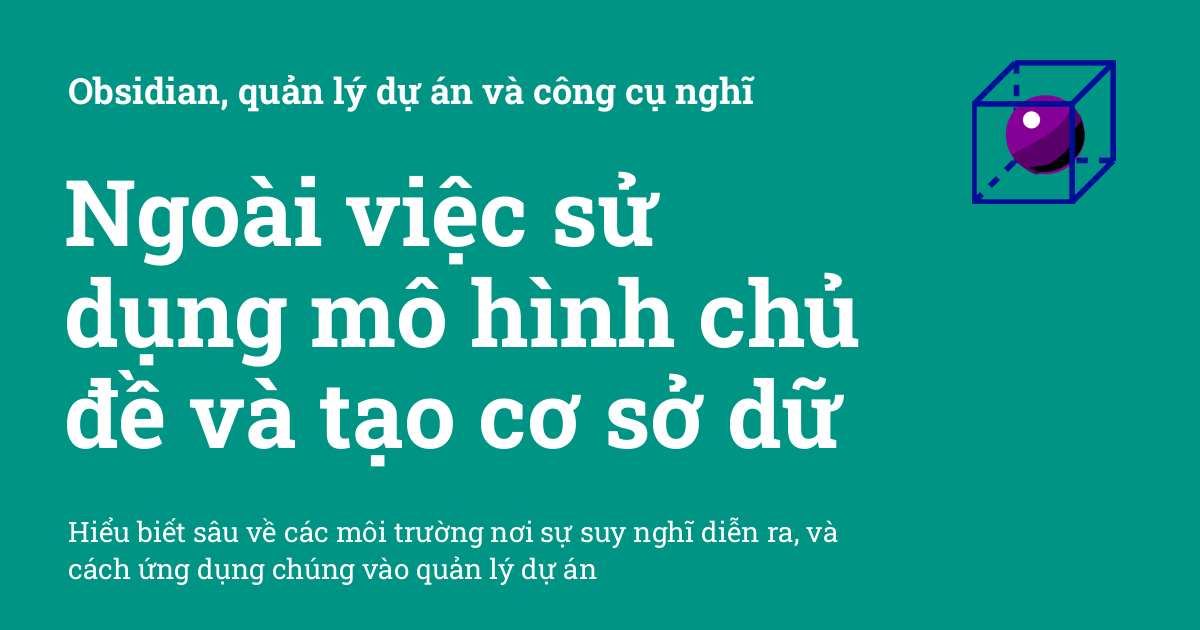 Obsidian, quản lý dự án và công cụ nghĩ
Ngoài việc sử
dụng mô hình chủ
đề và tạo cơ sở dữ
Hiểu biết sâu về các môi trường nơi sự suy nghĩ diễn ra, và
cách ứng dụng chúng vào quản lý dự án